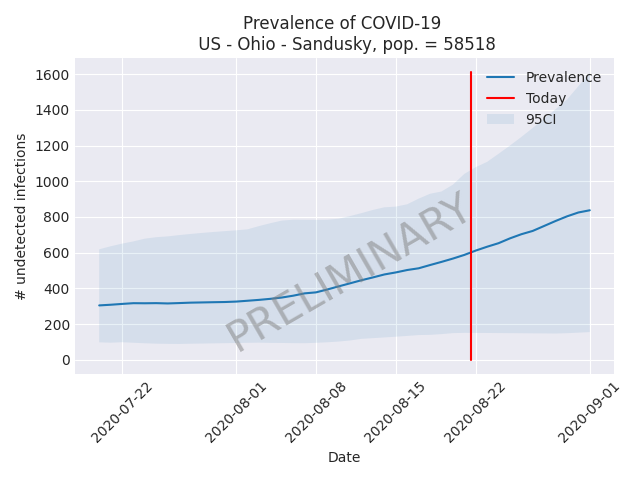 Prevalence of COVID-19
US - Ohio - Sandusky, pop. = 58518
1600
1400
1200
1000
800
600
400
200
0
# undetected infections
Prevalence
Today
95CI
PRELIMINARY
2020-07-22
2020-08-01
2020-08-08
2020-08-15
2020-08-22
2020-09-01
Date